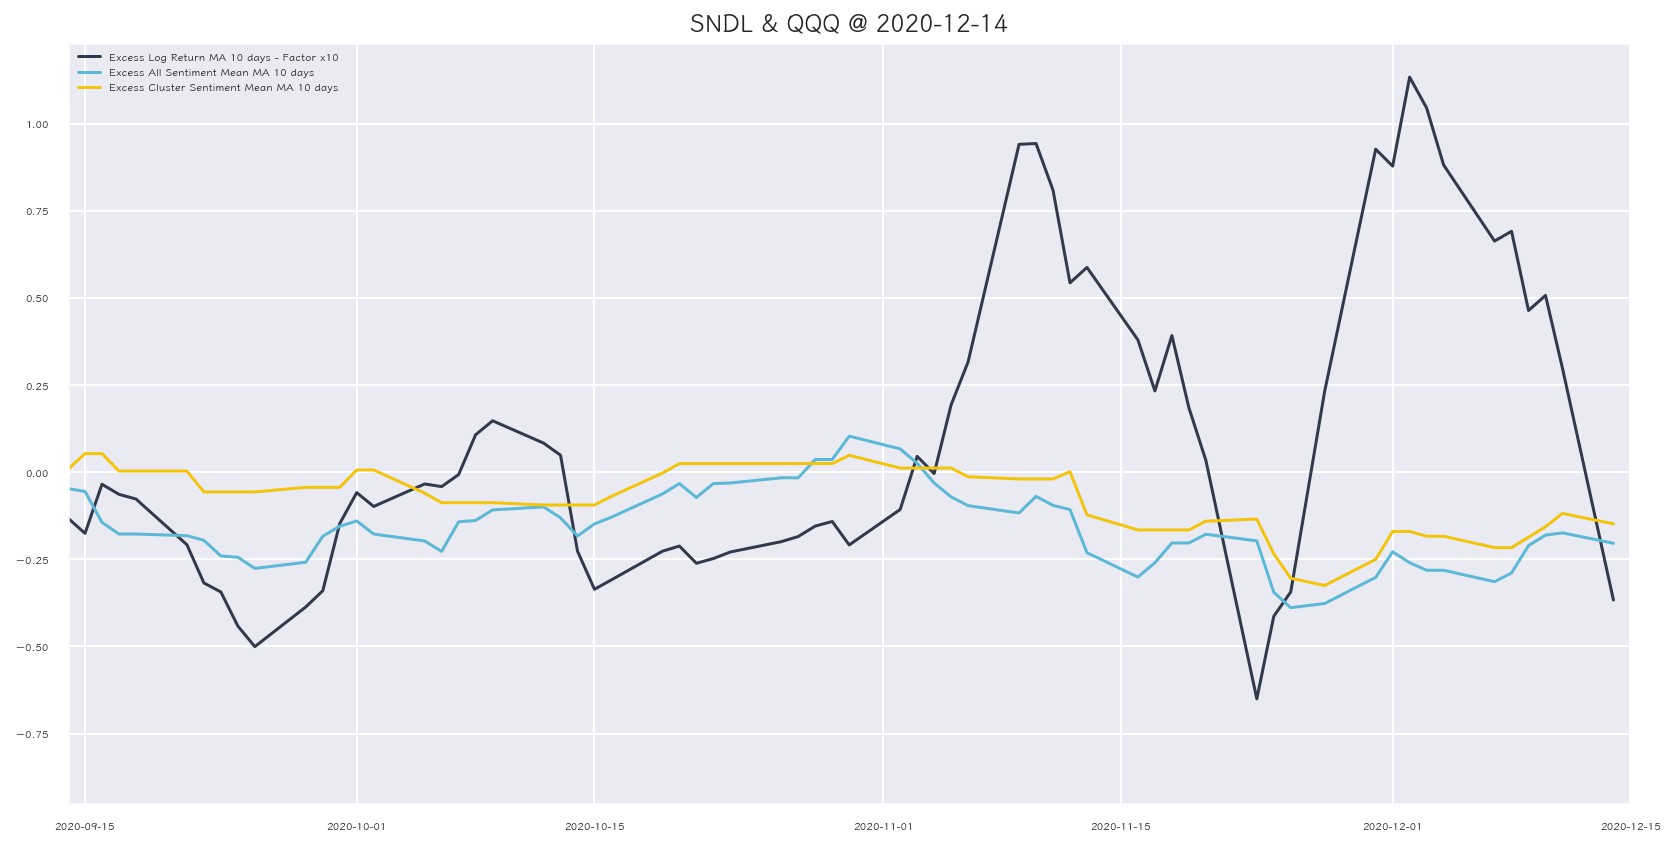 SNDL & QQQ @ 2020-12-14
Excess Log Return MA 10 days - Factor x10
Excess All Sentiment Mean MA 10 days
Excess Cluster Sentiment Mean MA 10 days
1.00
0.75
0.50
0.25
0.00
−0.25
−0.50
−0.75
2020-09-15 2020-10-01 2020-10-15 2020-11-01 2020-11-15 2020-12-01 2020-12-15